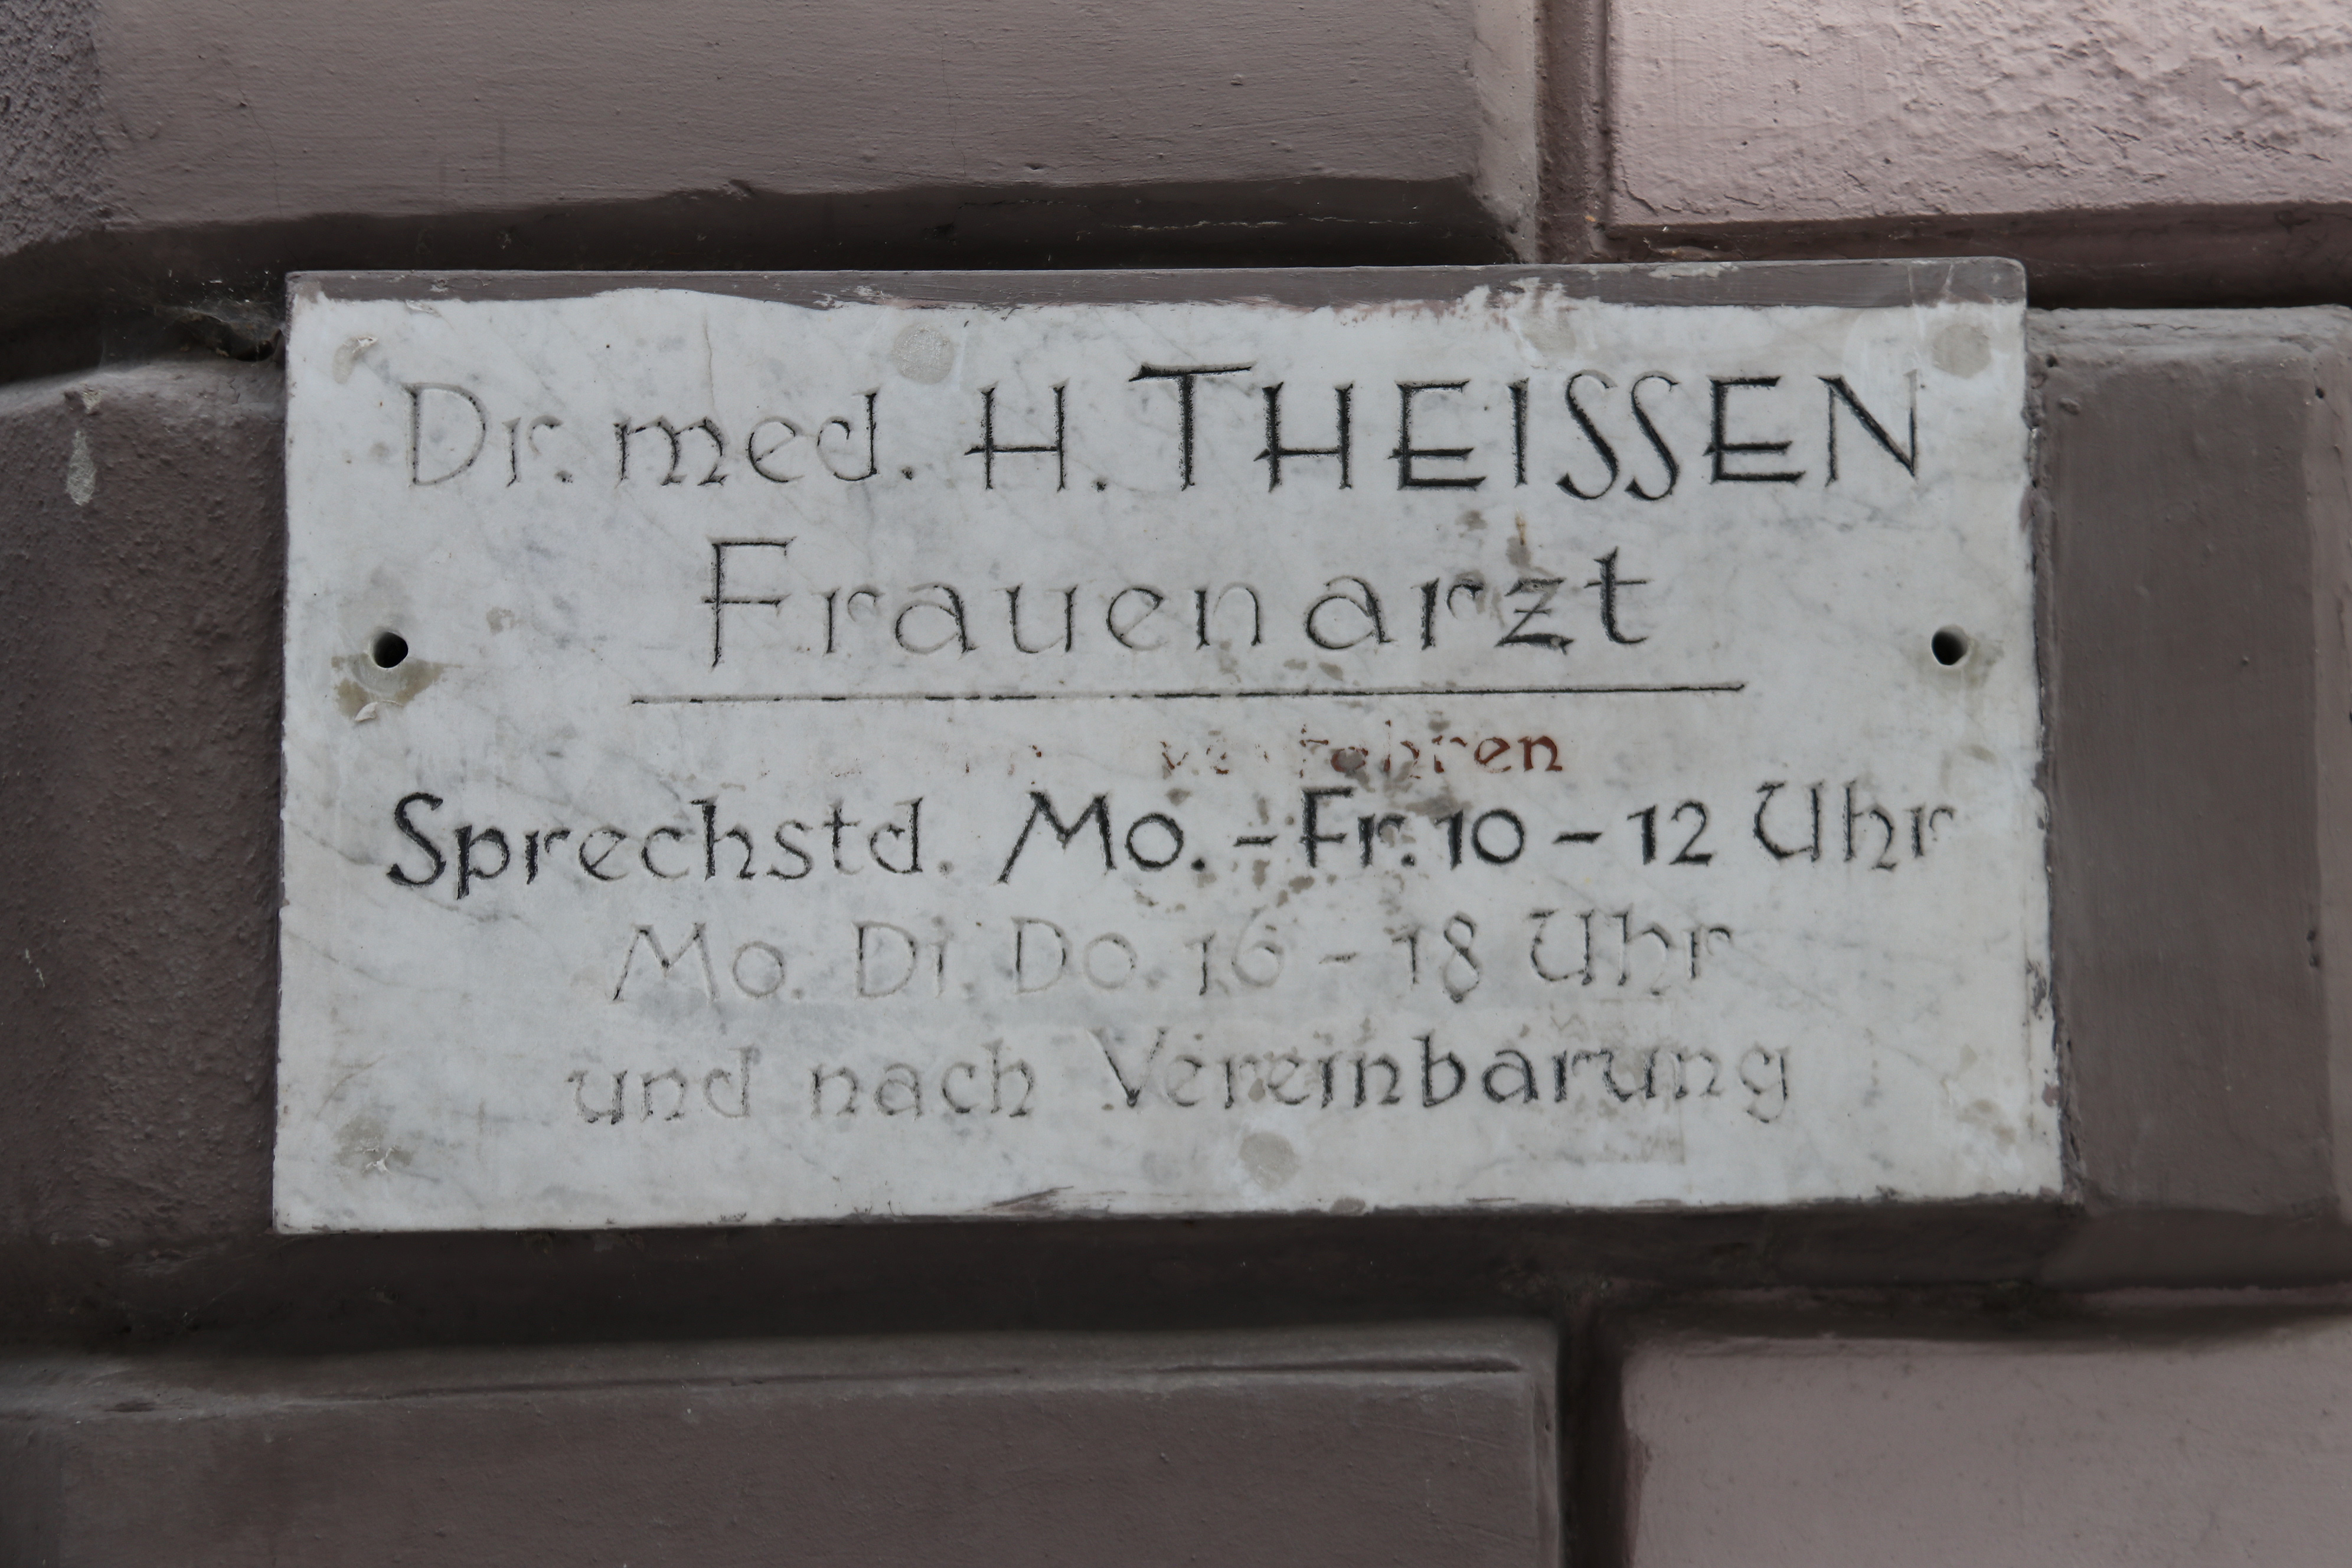 Dr. med. H. THEISSEN
Frauenarzt
Sprechstd. Mo. - Fr. 10 - 12 Uhr
Mo. Di. Do. 16 - 18 Uhr
und nach Vereinbarung